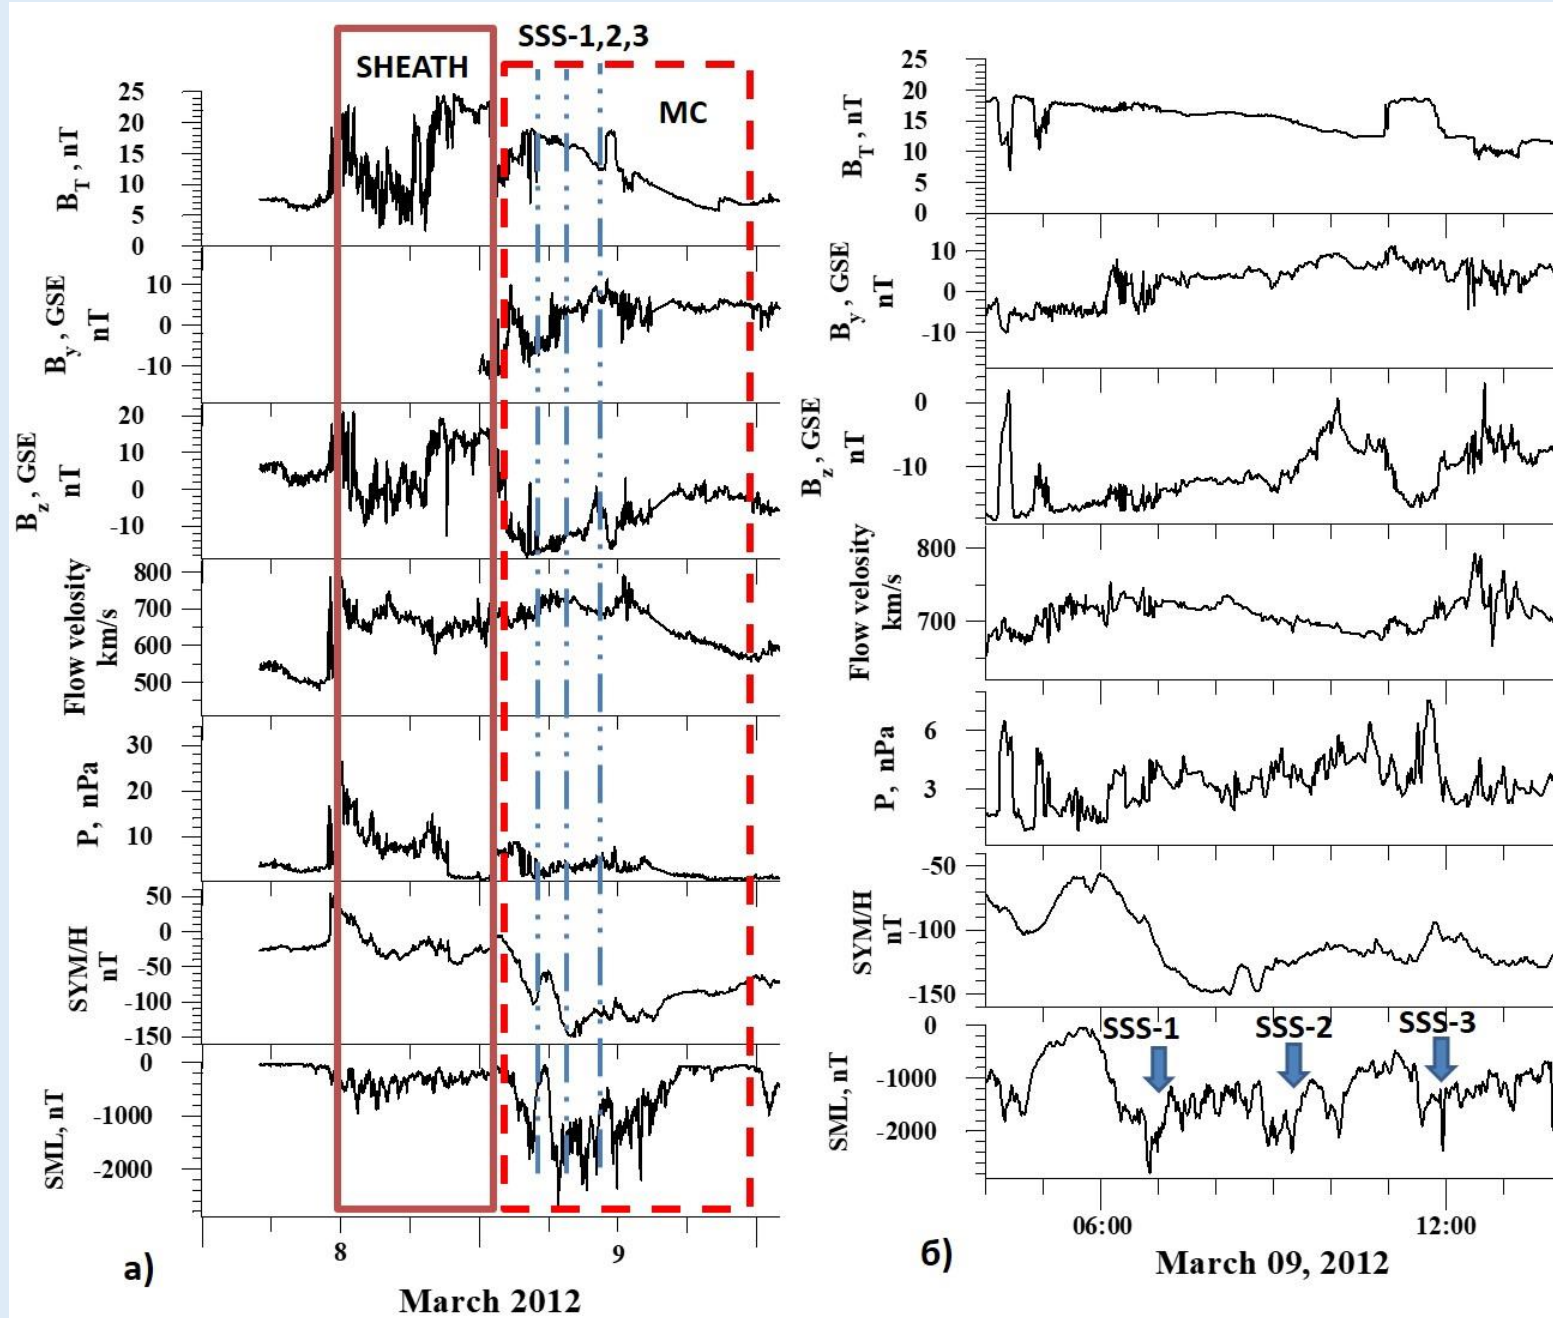 SSS-1,2,3
SHEATH
MC
B_T , nT
25
20
15
10
5
0
B_y , GSE
nT
10
0
-10
B_z , GSE
nT
20
10
0
-10
Flow velosity
km/s
800
700
600
500
P, nPa
30
20
10
SYM/H
nT
50
0
-50
-100
-150
SML, nT
0
-1000
-2000
8
9
а)
March 2012
B_T , nT
25
20
15
10
5
0
B_y , GSE
nT
10
0
-10
B_z , GSE
nT
0
-10
Flow velosity
km/s
800
700
P, nPa
6
3
SYM/H
nT
-50
-100
-150
SML, nT
0
-1000
-2000
SSS-1
SSS-2
SSS-3
06:00
12:00
б)
March 09, 2012